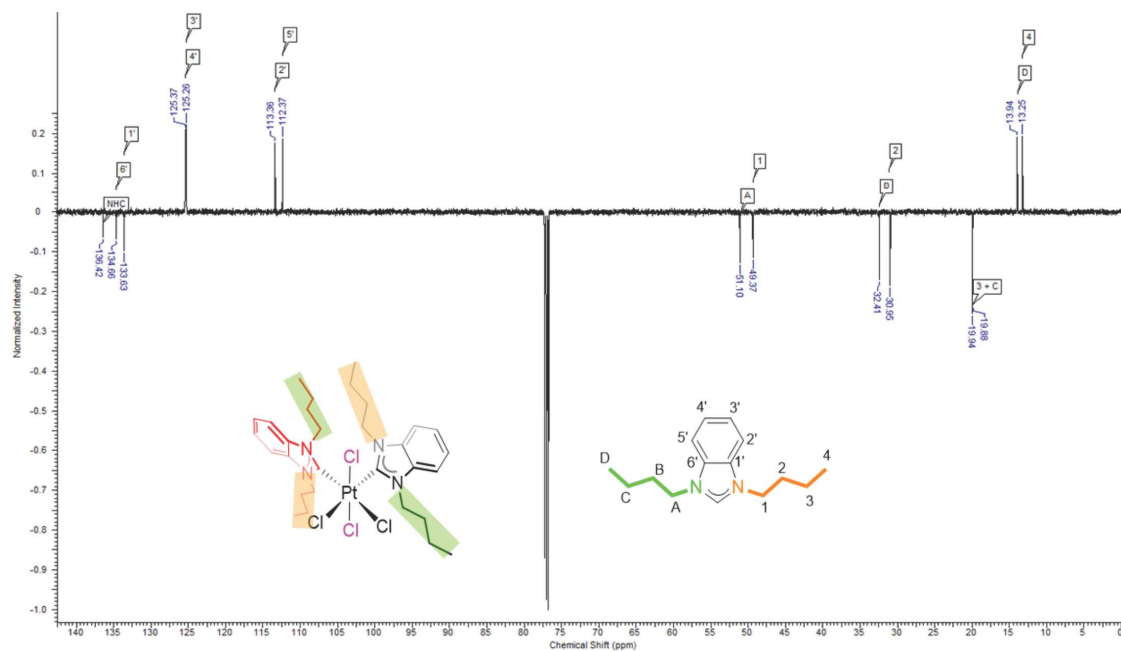 3'
4'
125.37
125.26
5'
2'
113.36
112.37
4
D
13.94
13.25
1'
6'
NHC
136.42
134.66
133.63
1
A
51.10
49.37
2
B
32.41
30.95
3 + C
19.94
19.88
Normalized Intensity
0.2
0.1
0
-0.1
-0.2
-0.3
-0.4
-0.5
-0.6
-0.7
-0.8
-0.9
-1.0
N
N
Cl
Pt
Cl
Cl
Cl
N
N
4'
3'
5'
2'
6'
1'
D
B
C
A
N
N
2
4
1
3
140 135 130 125 120 115 110 105 100 95 90 85 80 75 70 65 60 55 50 45 40 35 30 25 20 15 10 5 0
Chemical Shift (ppm)